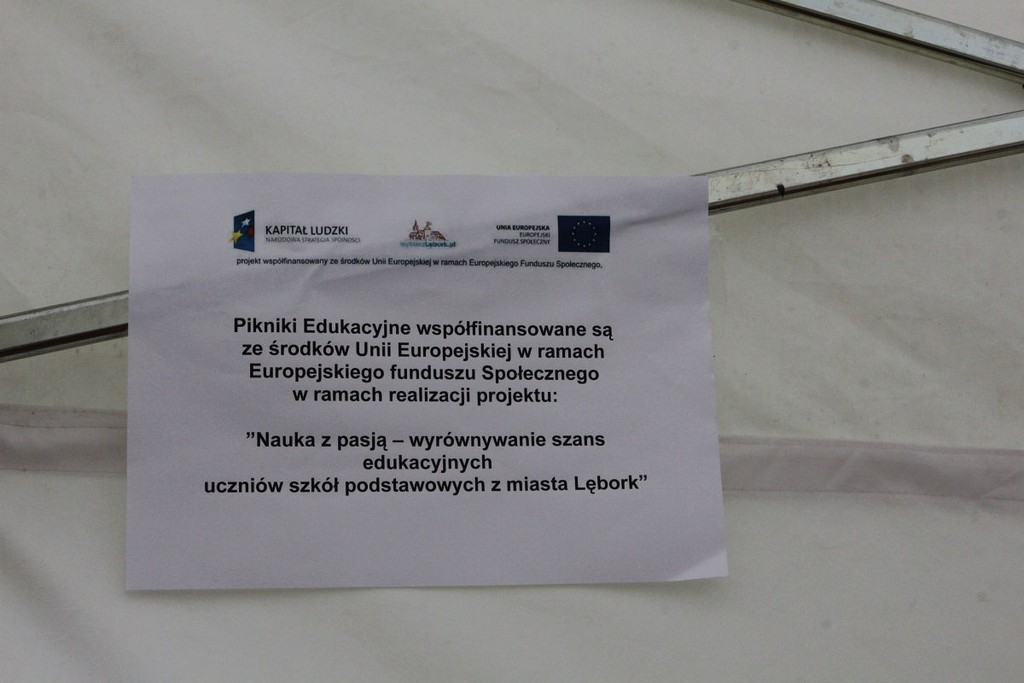 KAPITAŁ LUDZKI
NARODOWA STRATEGIA SPÓJNOŚCI
wybierzLębork.pl
UNIA EUROPEJSKA
EUROPEJSKI
FUNDUSZ SPOŁECZNY
projekt współfinansowany ze środków Unii Europejskiej w ramach Europejskiego Funduszu Społecznego,
Pikniki Edukacyjne współfinansowane są
ze środków Unii Europejskiej w ramach
Europejskiego funduszu Społecznego
w ramach realizacji projektu:
”Nauka z pasją – wyrównywanie szans
edukacyjnych
uczniów szkół podstawowych z miasta Lębork”